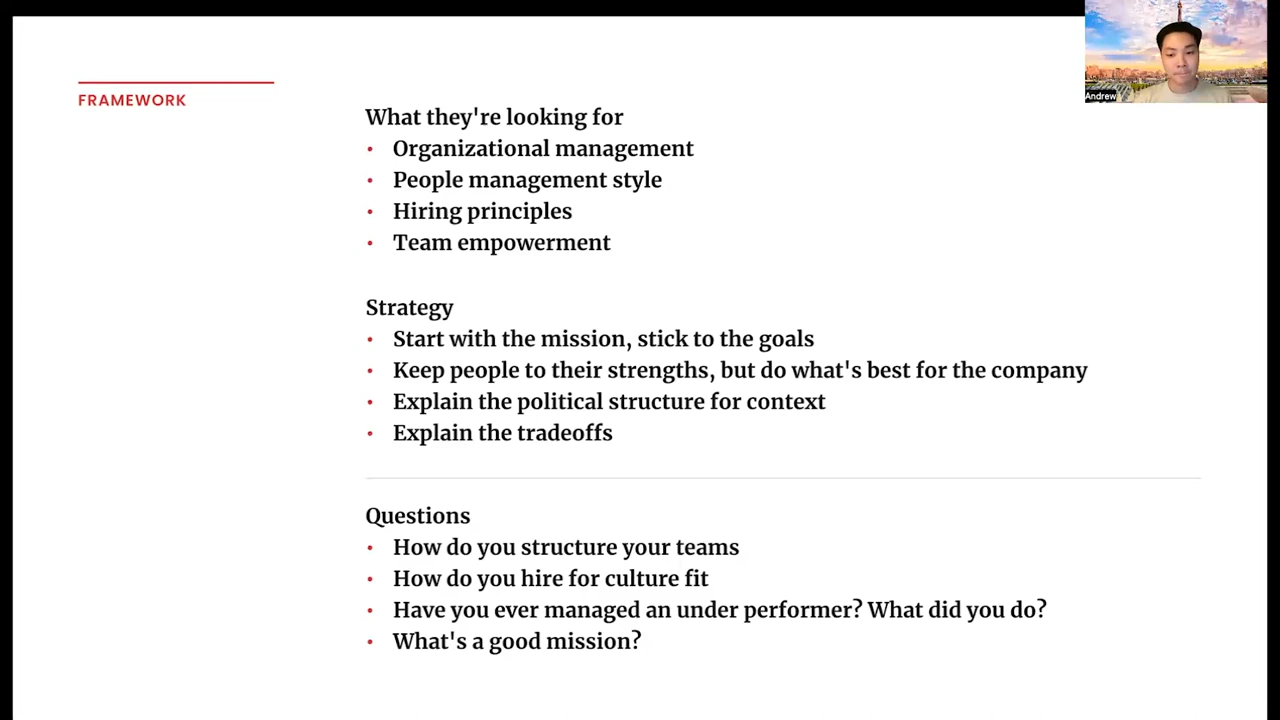 FRAMEWORK
What they're looking for
• Organizational management
• People management style
• Hiring principles
• Team empowerment
Strategy
• Start with the mission, stick to the goals
• Keep people to their strengths, but do what's best for the company
• Explain the political structure for context
• Explain the tradeoffs
Questions
• How do you structure your teams
• How do you hire for culture fit
• Have you ever managed an under performer? What did you do?
• What's a good mission?
Andrew